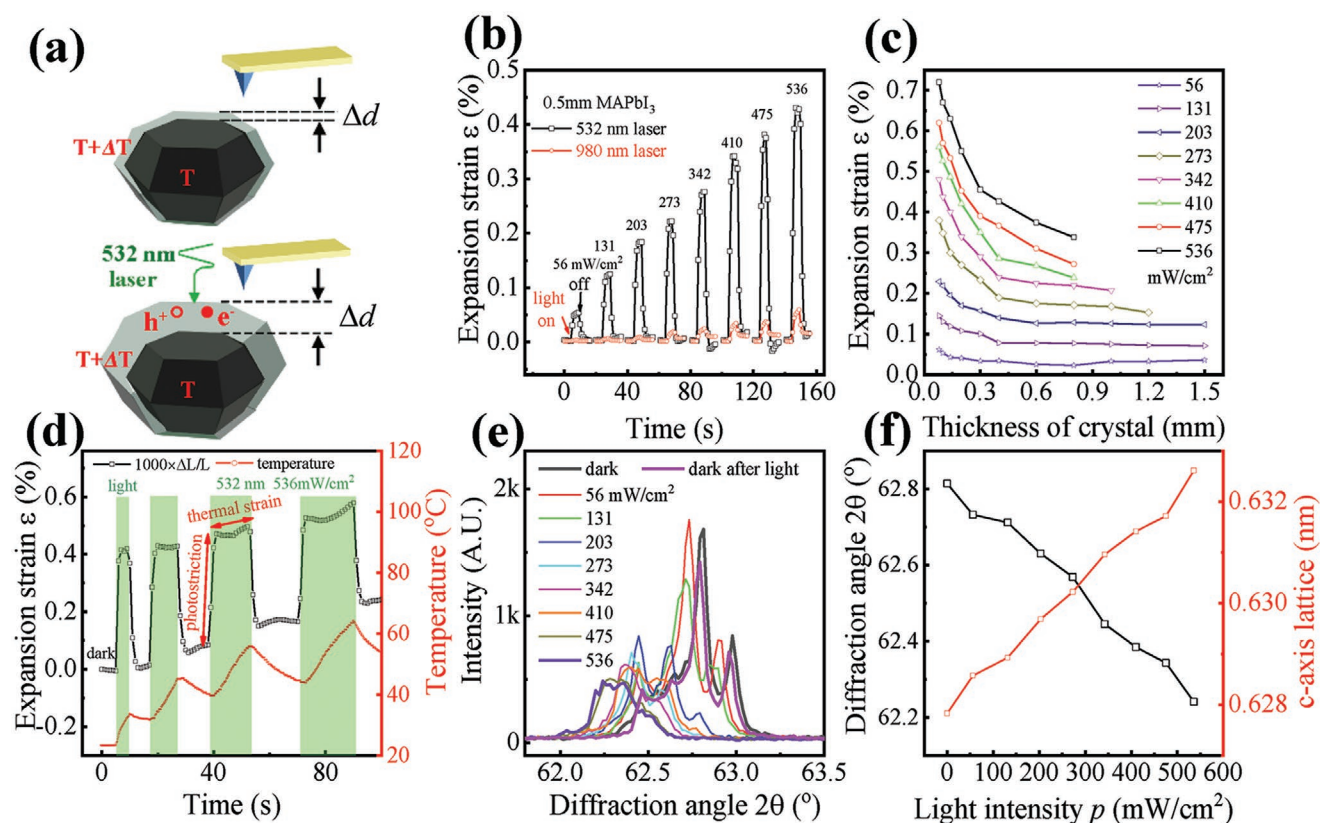 (a)
Δd
T+ΔT
T
532 nm
laser
h⁺
e⁻
Δd
T+ΔT
T
(b)
Expansion strain ε (%)
0.5
0.4
0.3
0.2
0.1
0.0
0.5mm MAPbI₃
532 nm laser
980 nm laser
56 mW/cm²
131
203
273
342
410
475
536
light
on
off
0 40 80 120 160
Time (s)
(c)
Expansion strain ε (%)
0.7
0.6
0.5
0.4
0.3
0.2
0.1
0.0
56
131
203
273
342
410
475
536
mW/cm²
0.0 0.3 0.6 0.9 1.2 1.5
Thickness of crystal (mm)
(d)
Expansion strain ε (%)
0.6
0.4
0.2
0.0
-0.2
1000×ΔL/L
temperature
light
532 nm 536mW/cm²
thermal strain
photostriction
dark
120
100
80
60
40
20
Temperature (°C)
0 40 80
Time (s)
(e)
Intensity (A.U.)
2k
1k
0
dark
dark after light
56 mW/cm²
131
203
273
342
410
475
536
62.0 62.5 63.0 63.5
Diffraction angle 2θ (°)
(f)
Diffraction angle 2θ (°)
62.8
62.6
62.4
62.2
0.632
0.630
0.628
c-axis lattice (nm)
0 100 200 300 400 500 600
Light intensity p (mW/cm²)